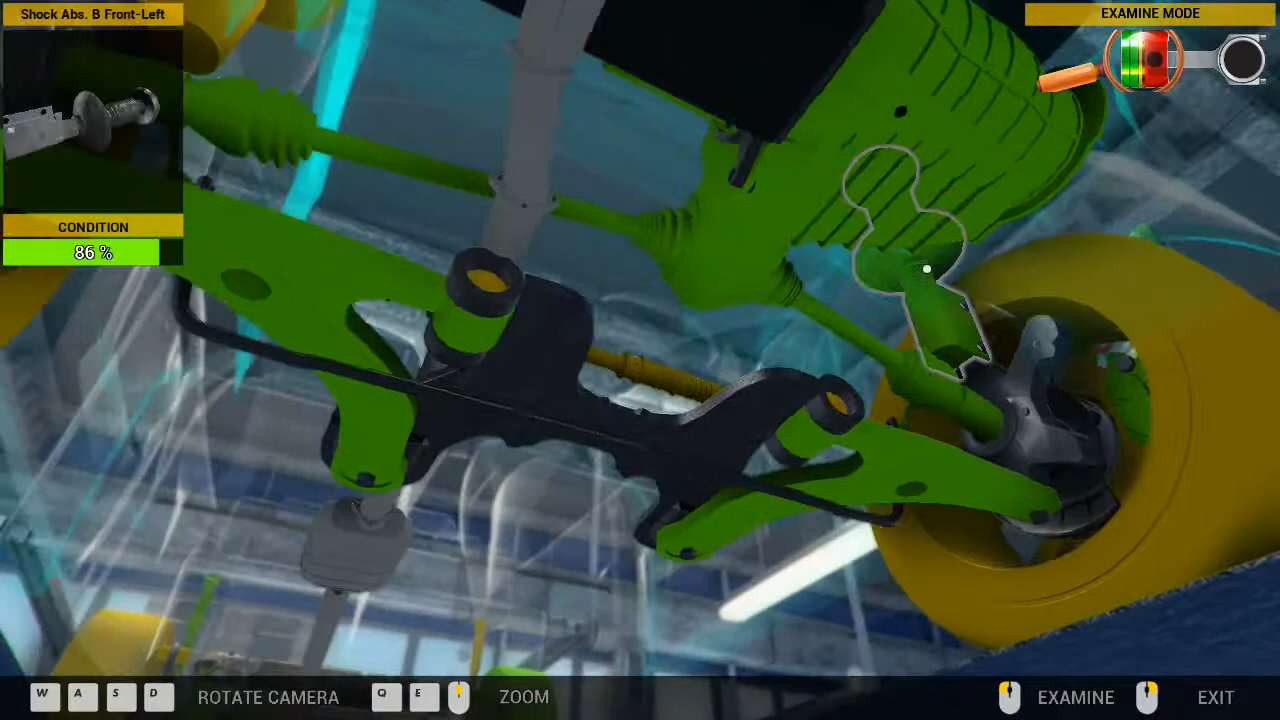 Shock Abs. B Front-Left
EXAMINE MODE
CONDITION
86 %
W A S D ROTATE CAMERA Q E ZOOM EXAMINE EXIT